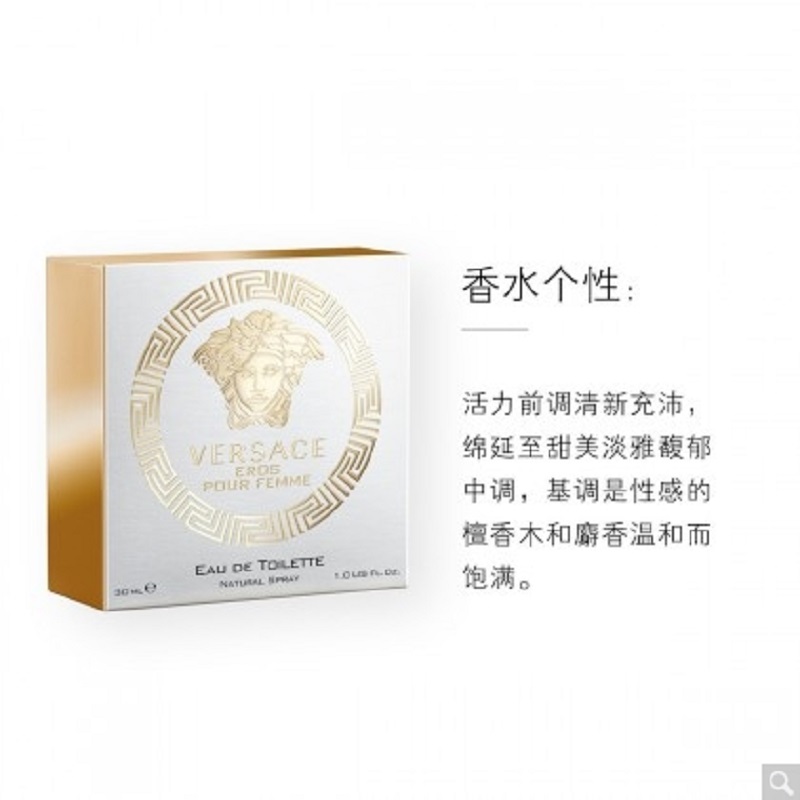 VERSACE
EROS
POUR FEMME
EAU DE TOILETTE
NATURAL SPRAY
30 ML ℮
1.0 US FL. OZ.
香水个性:
活力前调清新充沛，
绵延至甜美淡雅馥郁
中调，基调是性感的
檀香木和麝香温和而
饱满。